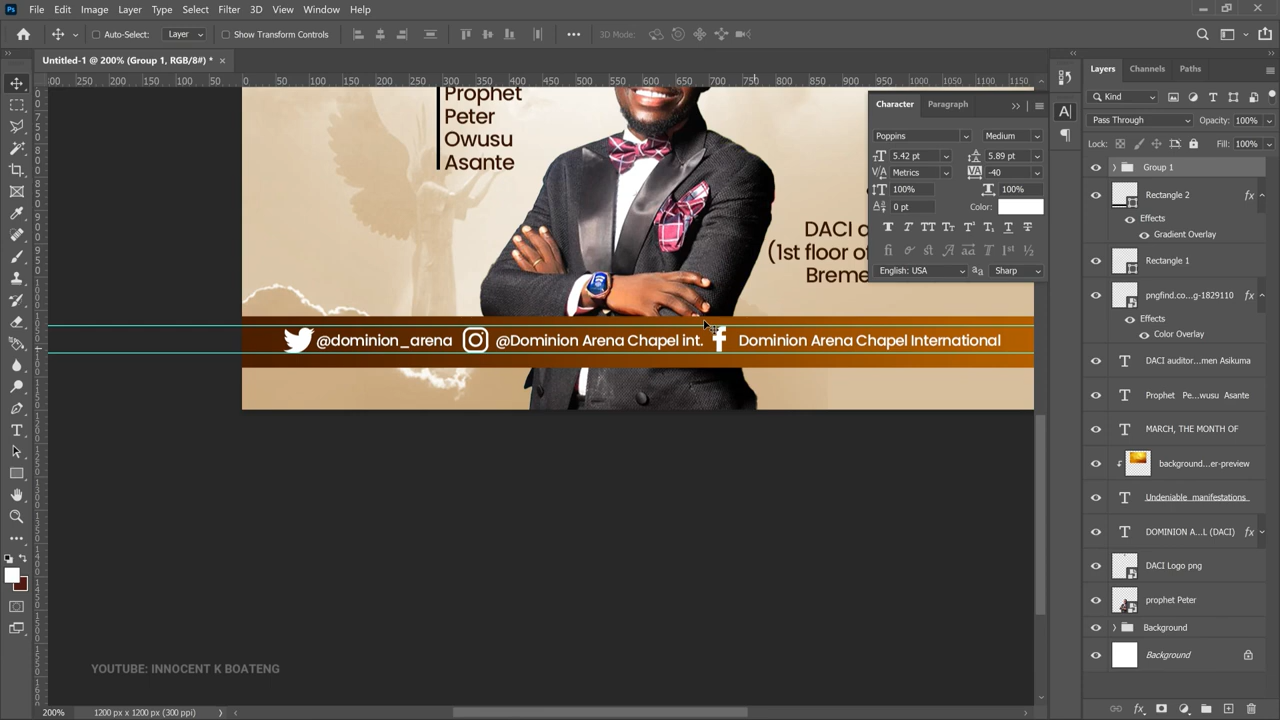 Ps File Edit Image Layer Type Select Filter 3D View Window Help
Auto-Select: Layer Show Transform Controls 3D Mode:
Untitled-1 @ 200% (Group 1, RGB/8#) *
Prophet
Peter
Owusu
Asante
DACI a
(1st floor of
Breme
@dominion_arena @Dominion Arena Chapel int. Dominion Arena Chapel International
YOUTUBE: INNOCENT K BOATENG
200% 1200 px x 1200 px (300 ppi)
Character Paragraph
Poppins Medium
5.42 pt 5.89 pt
Metrics -40
100% 100%
0 pt Color:
English: USA Sharp
Layers Channels Paths
Kind
Pass Through Opacity: 100%
Lock: Fill: 100%
Group 1
Rectangle 2 fx
Effects
Gradient Overlay
Rectangle 1
pngfind.co...g-1829110 fx
Effects
Color Overlay
DACI auditor...men Asikuma
Prophet Pe...wusu Asante
MARCH, THE MONTH OF
background...er-preview
Undeniable manifestations
DOMINION A...L (DACI) fx
DACI Logo png
prophet Peter
Background
Background